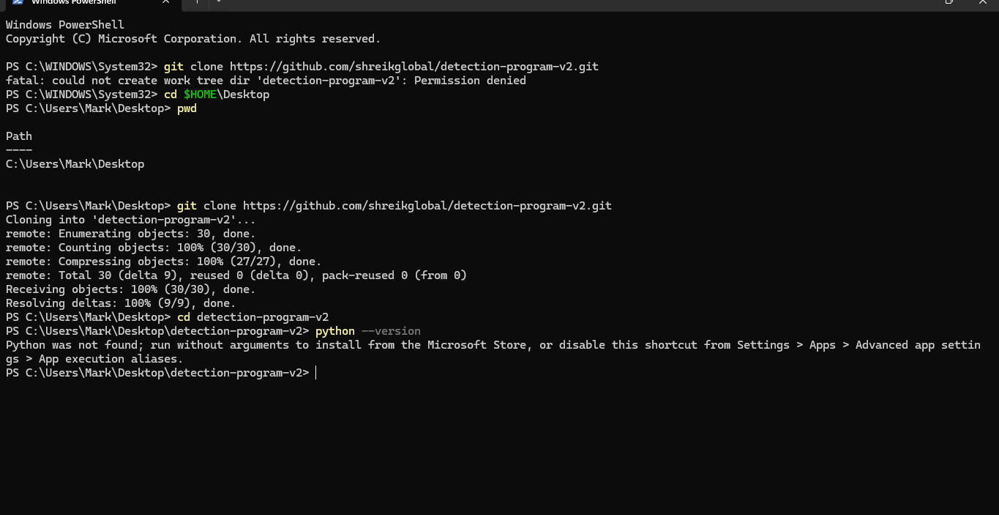 Windows PowerShell
Windows PowerShell
Copyright (C) Microsoft Corporation. All rights reserved.
PS C:\WINDOWS\System32> git clone https://github.com/shreikglobal/detection-program-v2.git
fatal: could not create work tree dir 'detection-program-v2': Permission denied
PS C:\WINDOWS\System32> cd $HOME\Desktop
PS C:\Users\Mark\Desktop> pwd
Path
----
C:\Users\Mark\Desktop
PS C:\Users\Mark\Desktop> git clone https://github.com/shreikglobal/detection-program-v2.git
Cloning into 'detection-program-v2'...
remote: Enumerating objects: 30, done.
remote: Counting objects: 100% (30/30), done.
remote: Compressing objects: 100% (27/27), done.
remote: Total 30 (delta 9), reused 0 (delta 0), pack-reused 0 (from 0)
Receiving objects: 100% (30/30), done.
Resolving deltas: 100% (9/9), done.
PS C:\Users\Mark\Desktop> cd detection-program-v2
PS C:\Users\Mark\Desktop\detection-program-v2> python --version
Python was not found; run without arguments to install from the Microsoft Store, or disable this shortcut from Settings > Apps > Advanced app settin
gs > App execution aliases.
PS C:\Users\Mark\Desktop\detection-program-v2>